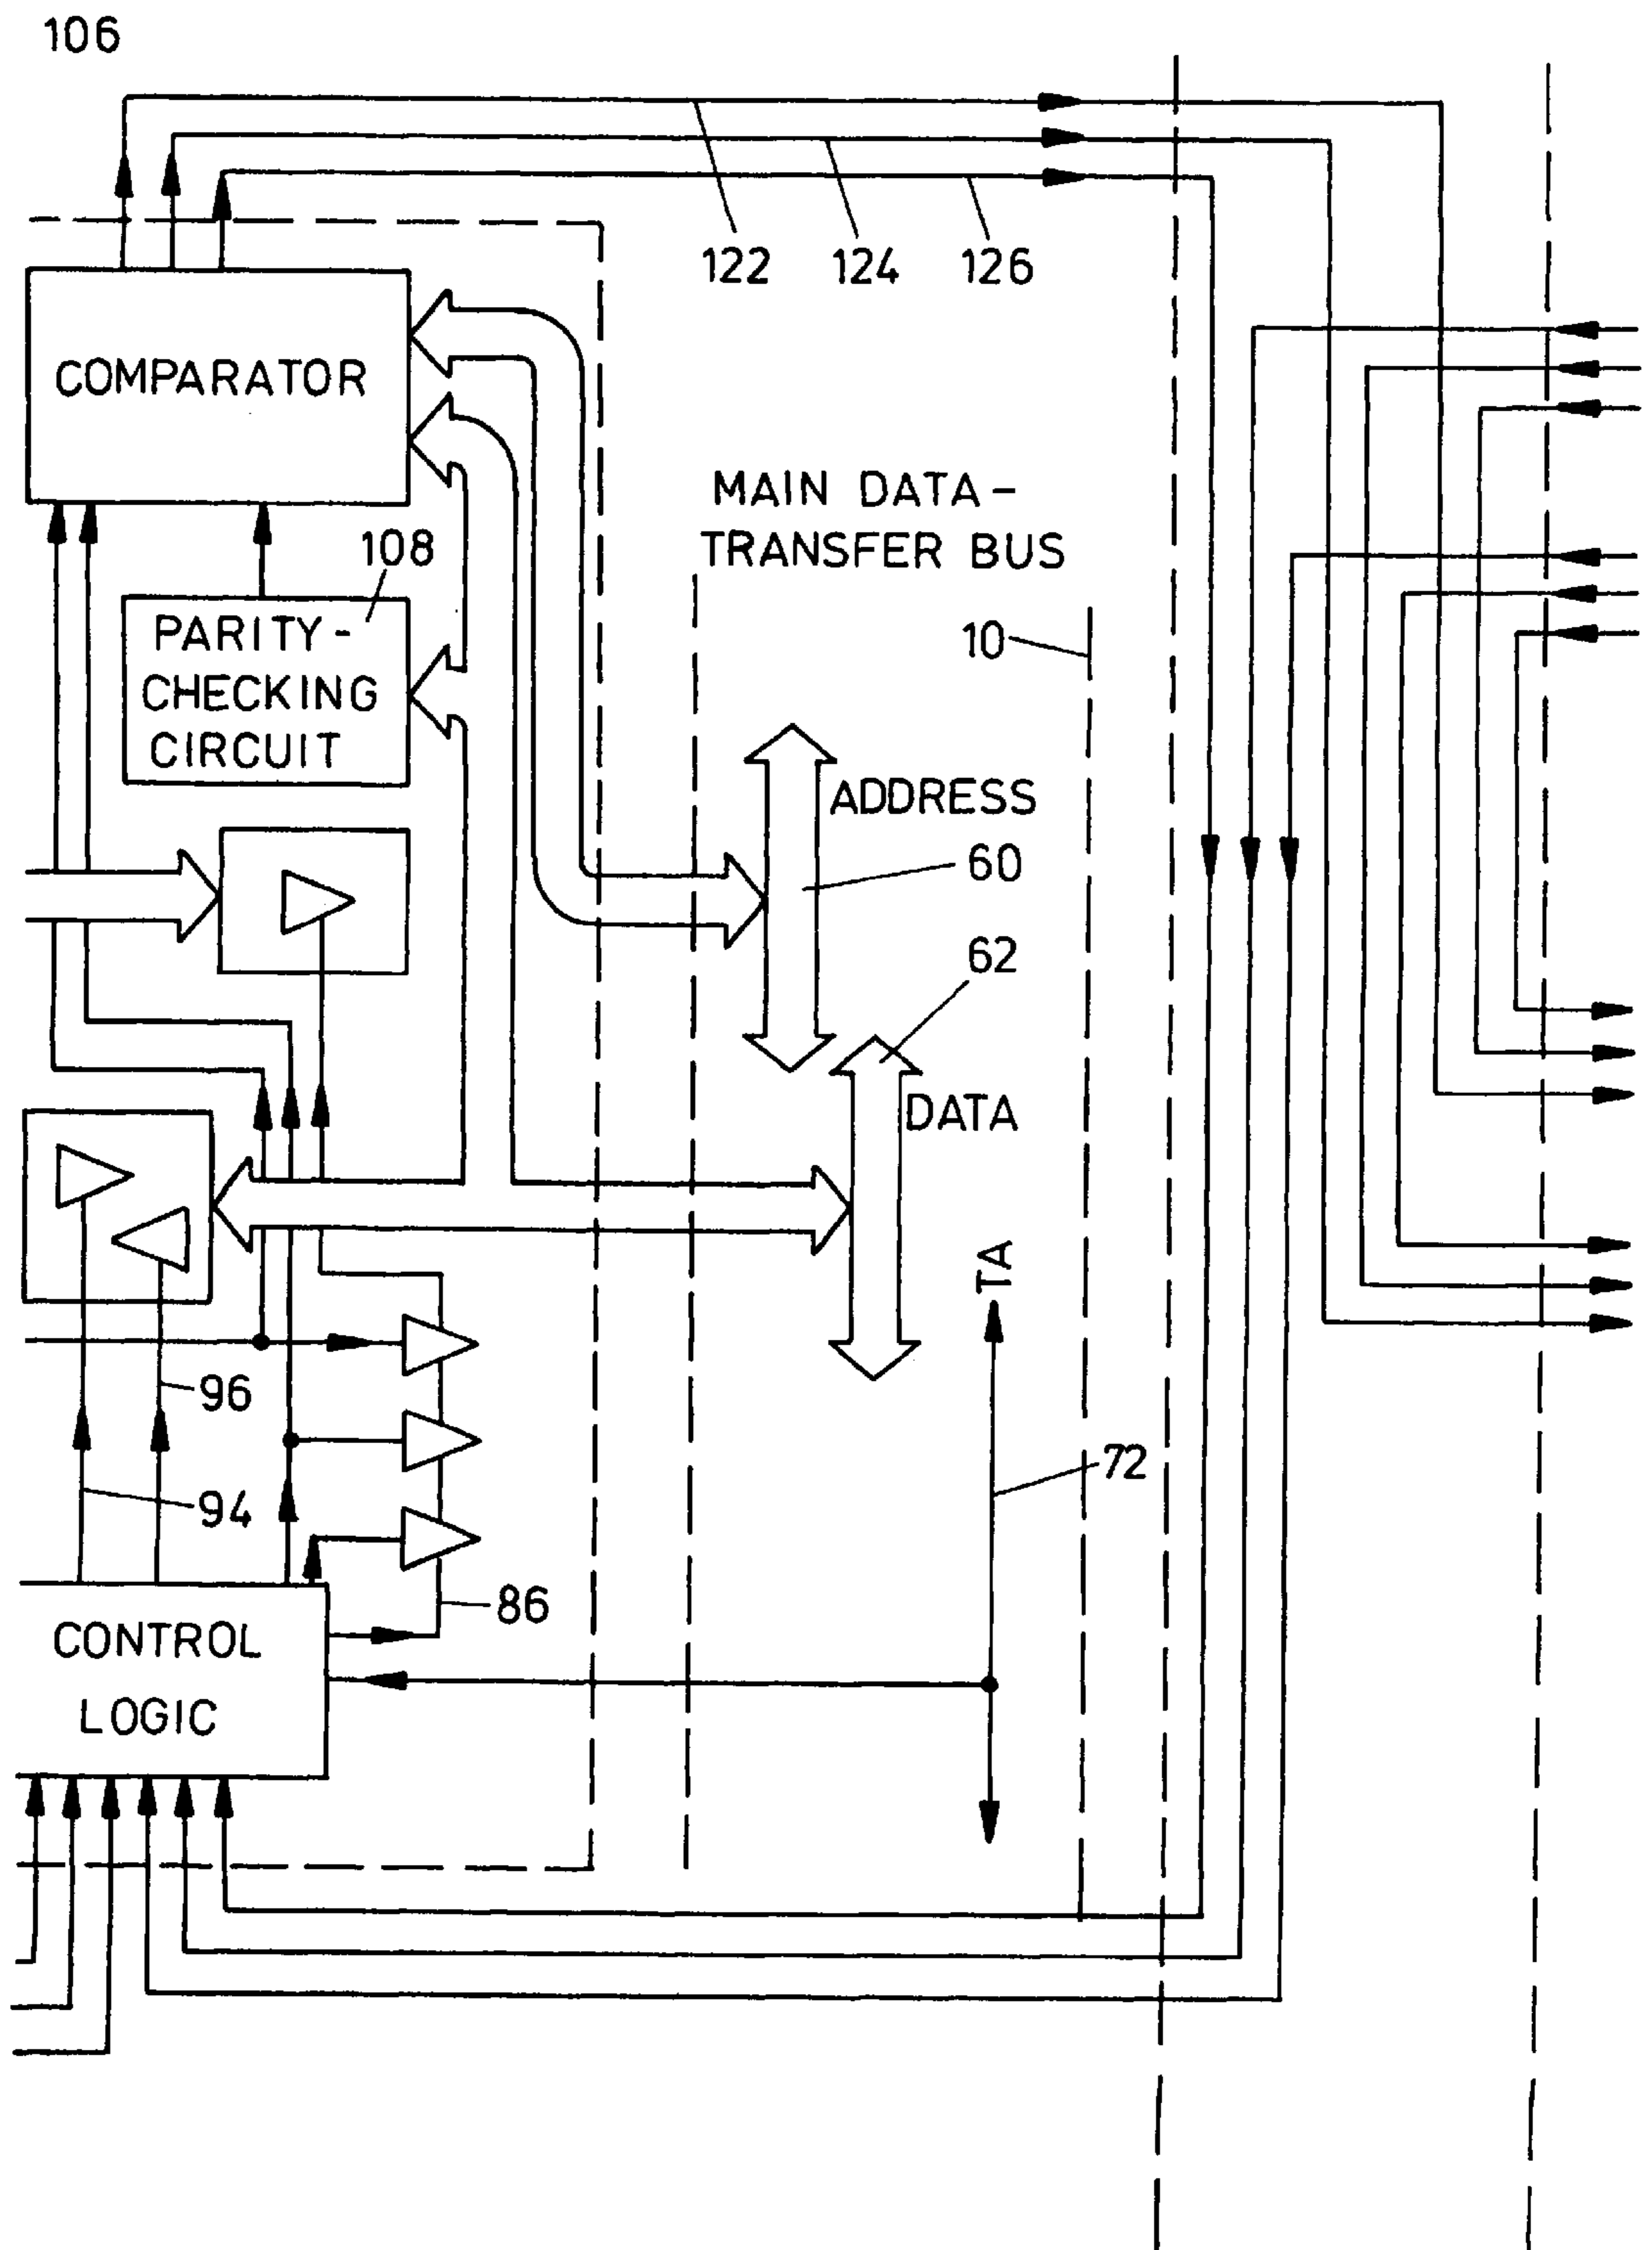 106
122
124
126
COMPARATOR
MAIN DATA-
TRANSFER BUS
108
PARITY-
CHECKING
CIRCUIT
10
ADDRESS
60
62
DATA
TA
96
72
94
86
CONTROL
LOGIC